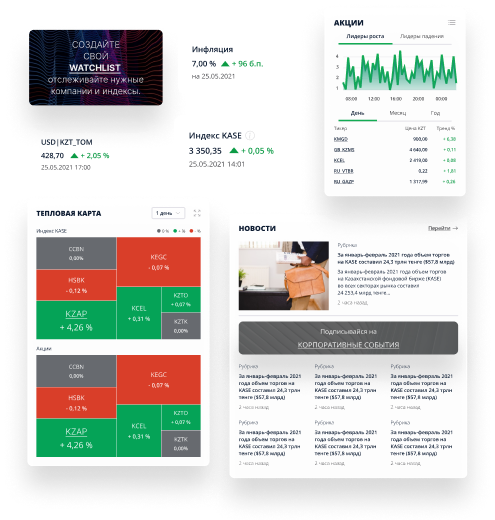 СОЗДАЙТЕ
СВОЙ
WATCHLIST
отслеживайте нужные
компании и индексы.
Инфляция
7,00 % ▲ + 96 б.п.
на 25.05.2021
USD|KZT_TOM
428,70 ▲ + 2,05 %
25.05.2021 17:00
Индекс KASE
3 350,35 ▲ + 0,05 %
25.05.2021 14:01
АКЦИИ
Лидеры роста
Лидеры падения
4
3
2
1
08:00 12:00 16:00 20:00 00:00
День Месяц Год
Тикер Цена KZT Тренд %
KMGO 900,00 + 0,38
GB_KZMS 4 640,00 + 0,11
KCEL 2 419,00 + 0,08
RU_VTBR 0,22 + 1,81
RU_GAZP 1 317,99 + 0,26
ТЕПЛОВАЯ КАРТА
1 день
Индекс KASE
0 % + % - %
CCBN
0,00%
KEGC
- 0,07 %
HSBK
- 0,12 %
KZAP
+ 4,26 %
KCEL
+ 0,31 %
KZTO
+ 0,07 %
KZTK
0,00%
Акции
CCBN
0,00%
KEGC
- 0,07 %
HSBK
- 0,12 %
KZAP
+ 4,26 %
KCEL
+ 0,31 %
KZTO
+ 0,07 %
KZTK
0,00%
НОВОСТИ
Перейти →
Рубрика
За январь-февраль 2021 года объем торгов
на KASE составил 24,3 трлн тенге ($57,8 млрд)
За январь-февраль 2021 года объем торгов
на Казахстанской фондовой бирже (KASE)
во всех секторах рынка составил
24 253,4 млрд, тенге...
2 часа назад
Подписывайся на
КОРПОРАТИВНЫЕ СОБЫТИЯ
Рубрика
За январь-февраль 2021
года объем торгов на
KASE составил 24,3 трлн
тенге ($57,8 млрд)
2 часа назад
Рубрика
За январь-февраль 2021
года объем торгов на
KASE составил 24,3 трлн
тенге ($57,8 млрд)
2 часа назад
Рубрика
За январь-февраль 2021
года объем торгов на
KASE составил 24,3 трлн
тенге ($57,8 млрд)
2 часа назад
Рубрика
За январь-февраль 2021
года объем торгов на
KASE составил 24,3 трлн
тенге ($57,8 млрд)
2 часа назад
Рубрика
За январь-февраль 2021
года объем торгов на
KASE составил 24,3 трлн
тенге ($57,8 млрд)
2 часа назад
Рубрика
За январь-февраль 2021
года объем торгов на
KASE составил 24,3 трлн
тенге ($57,8 млрд)
2 часа назад